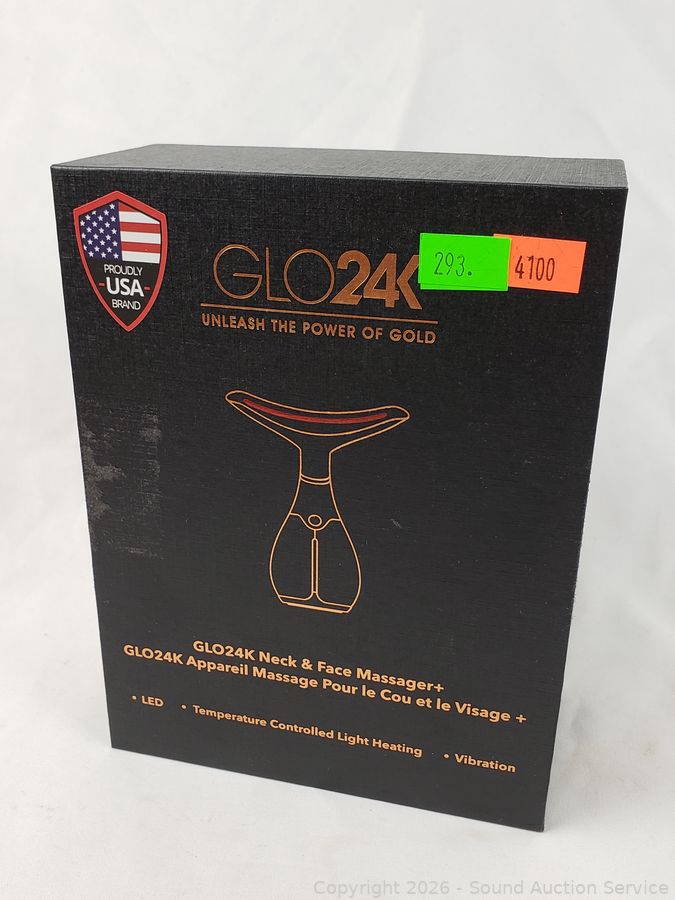 PROUDLY
-USA-
BRAND
GLO24K
293.
4100
UNLEASH THE POWER OF GOLD
GLO24K Neck & Face Massager+
GLO24K Appareil Massage Pour le Cou et le Visage +
• LED • Temperature Controlled Light Heating • Vibration
Copyright 2026 - Sound Auction Service